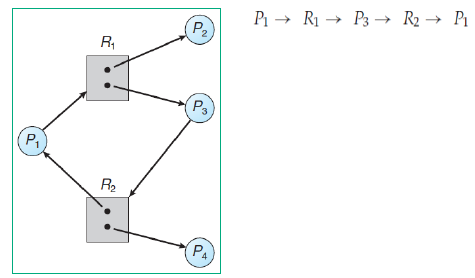 P₁ → R₁ → P₃ → R₂ → P₁
P₂
R₁
P₃
P₁
R₂
P₄